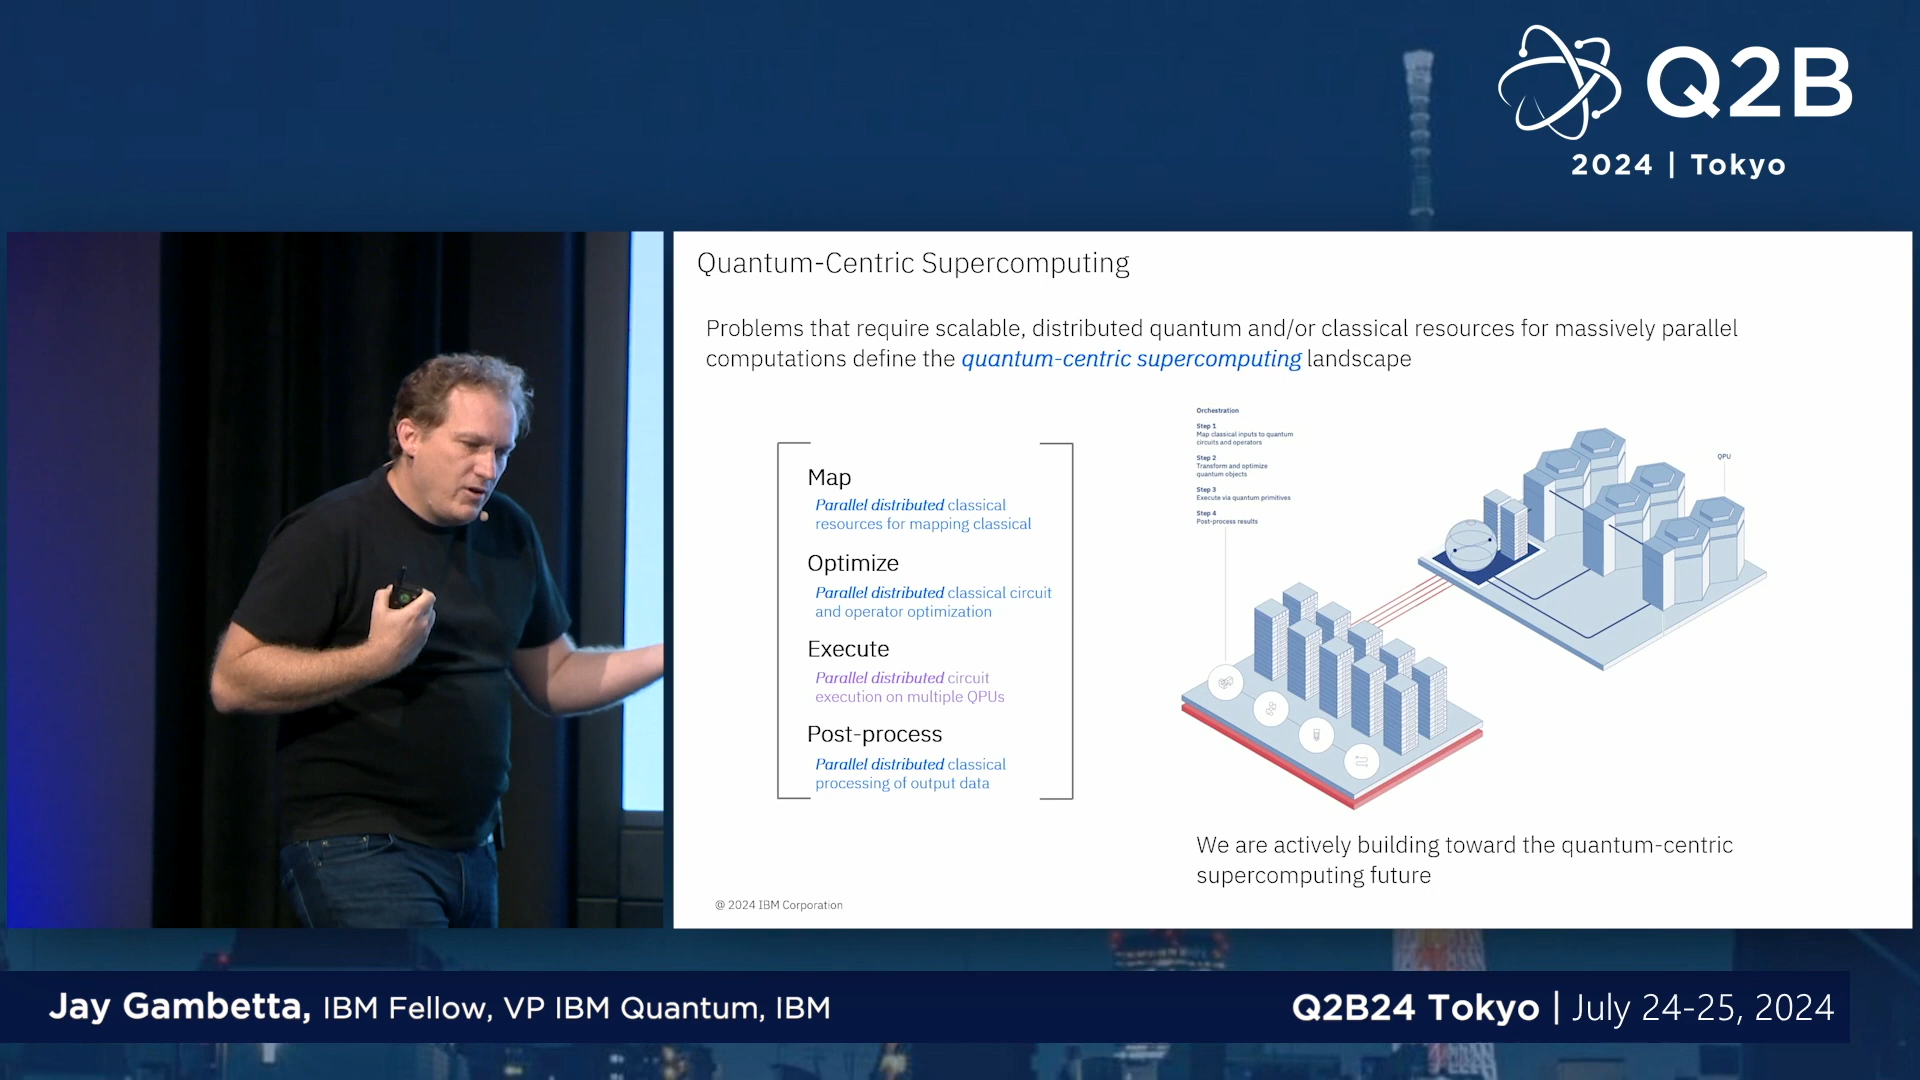 Q2B
2024 | Tokyo
Quantum-Centric Supercomputing
Problems that require scalable, distributed quantum and/or classical resources for massively parallel
computations define the quantum-centric supercomputing landscape
Map
Parallel distributed classical
resources for mapping classical
Optimize
Parallel distributed classical circuit
and operator optimization
Execute
Parallel distributed circuit
execution on multiple QPUs
Post-process
Parallel distributed classical
processing of output data
Orchestration
Step 1
Map classical inputs to quantum
circuits and operators
Step 2
Transform and optimize
quantum objects
Step 3
Execute via quantum primitives
Step 4
Post-process results
QPU
We are actively building toward the quantum-centric
supercomputing future
@ 2024 IBM Corporation
Jay Gambetta, IBM Fellow, VP IBM Quantum, IBM
Q2B24 Tokyo | July 24-25, 2024